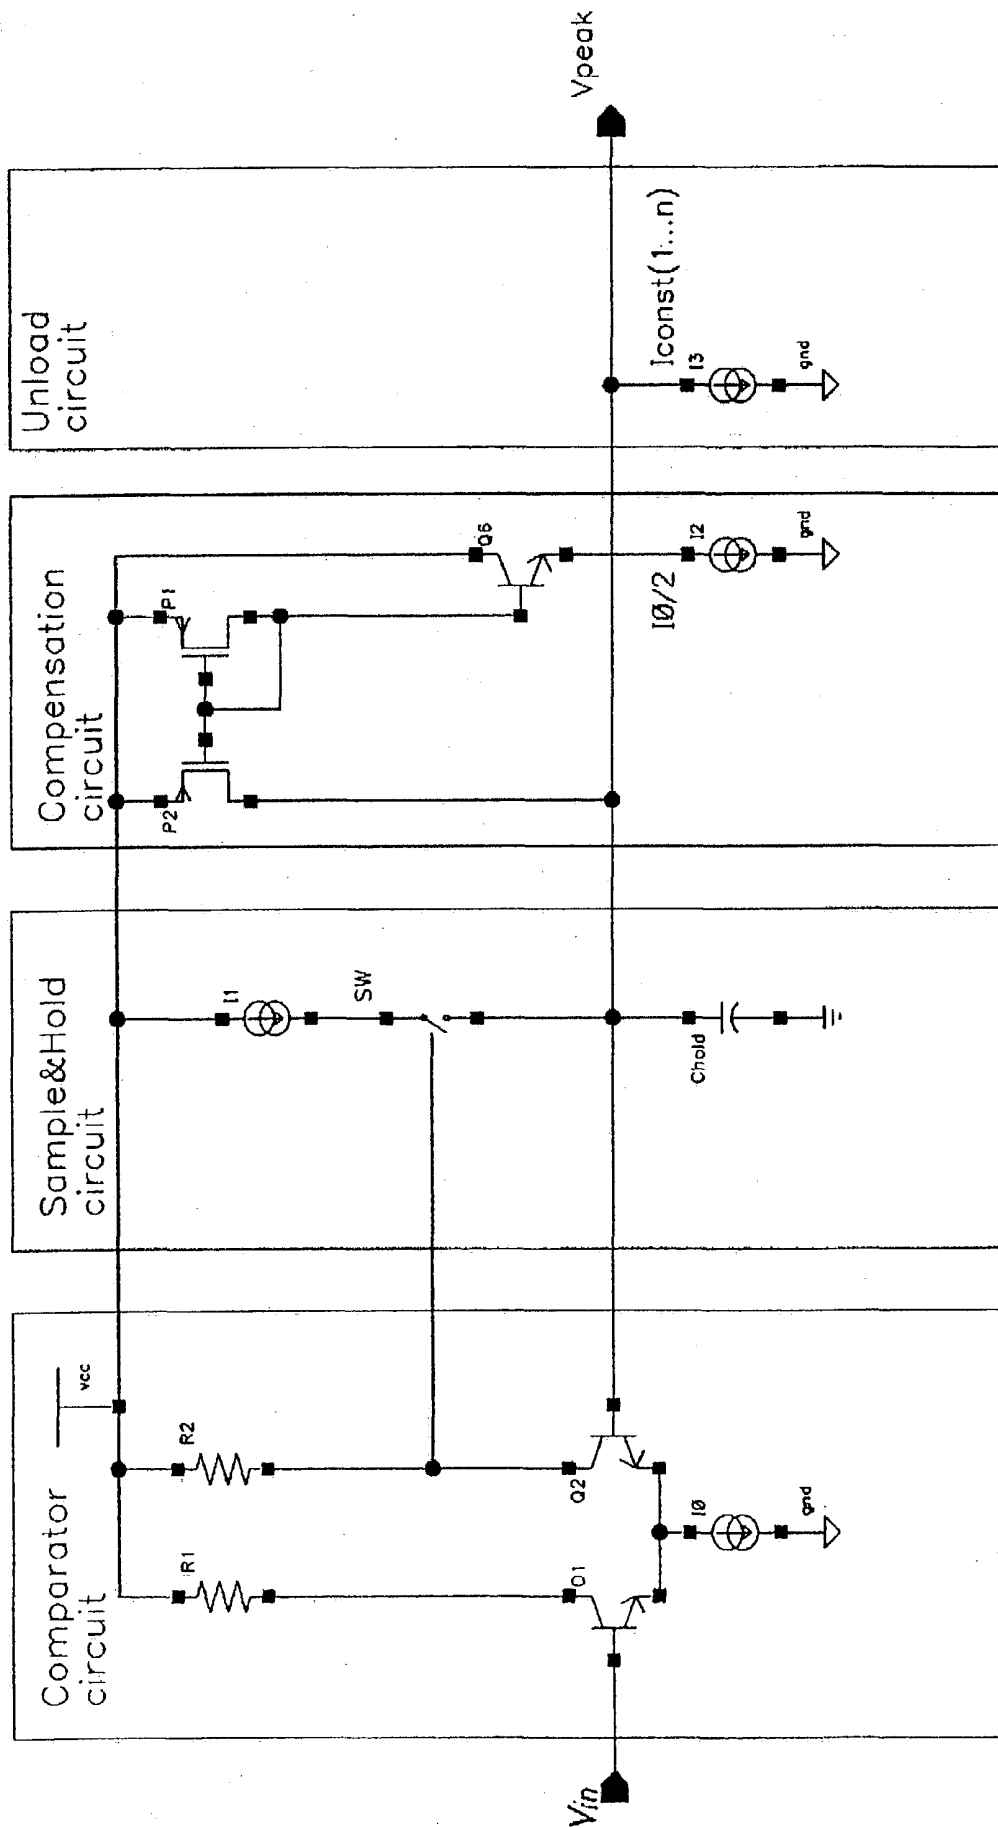 Comparator
circuit
Sample&Hold
circuit
Compensation
circuit
Unload
circuit
vcc
R1
R2
I1
SW
P2
P1
Q6
Vin
Q1
Q2
Vpeak
I0
gnd
Chold
I0/2
I2
gnd
Iconst(1...n)
I3
gnd